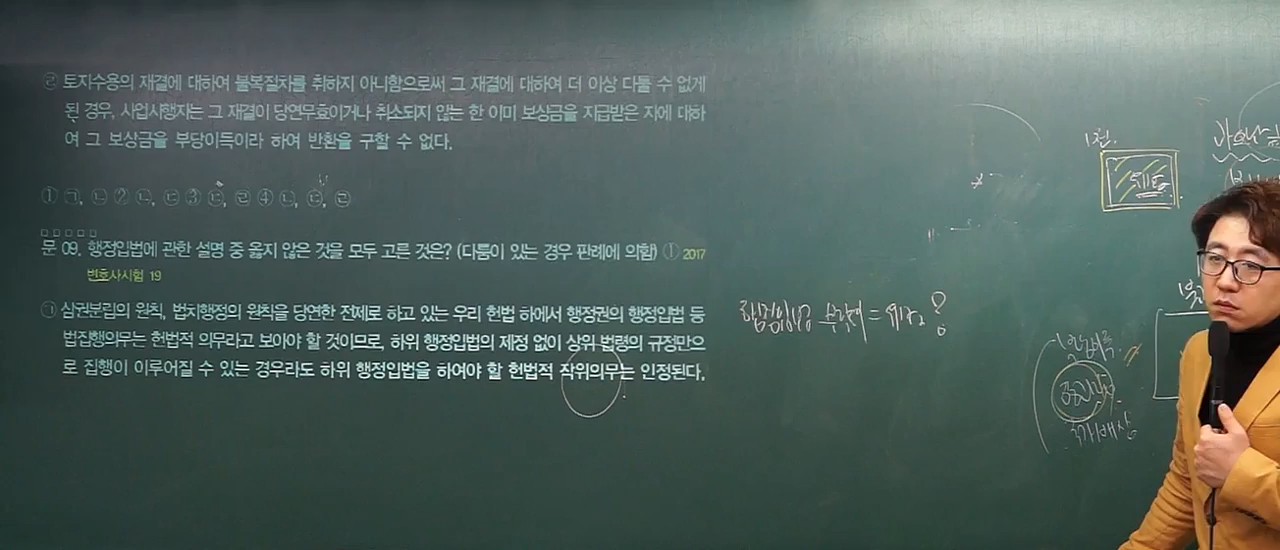 ㉣ 토지수용의 재결에 대하여 불복절차를 취하지 아니함으로써 그 재결에 대하여 더 이상 다툴 수 없게
된 경우, 사업시행자는 그 재결이 당연무효이거나 취소되지 않는 한 이미 보상금을 지급받은 자에 대하
여 그 보상금을 부당이득이라 하여 반환을 구할 수 없다.
① ㉠, ㉡ ② ㉡, ㉢ ③ ㉢, ㉣ ④ ㉡, ㉢, ㉣
문 09. 행정입법에 관한 설명 중 옳지 않은 것을 모두 고른 것은? (다툼이 있는 경우 판례에 의함) ① 2017
변호사시험 19
㉠ 삼권분립의 원칙, 법치행정의 원칙을 당연한 전제로 하고 있는 우리 헌법 하에서 행정권의 행정입법 등
법집행의무는 헌법적 의무라고 보아야 할 것이므로, 하위 행정입법의 제정 없이 상위 법령의 규정만으
로 집행이 이루어질 수 있는 경우라도 하위 행정입법을 하여야 할 헌법적 작위의무는 인정된다.
행정입법 부작위 =
국가배상